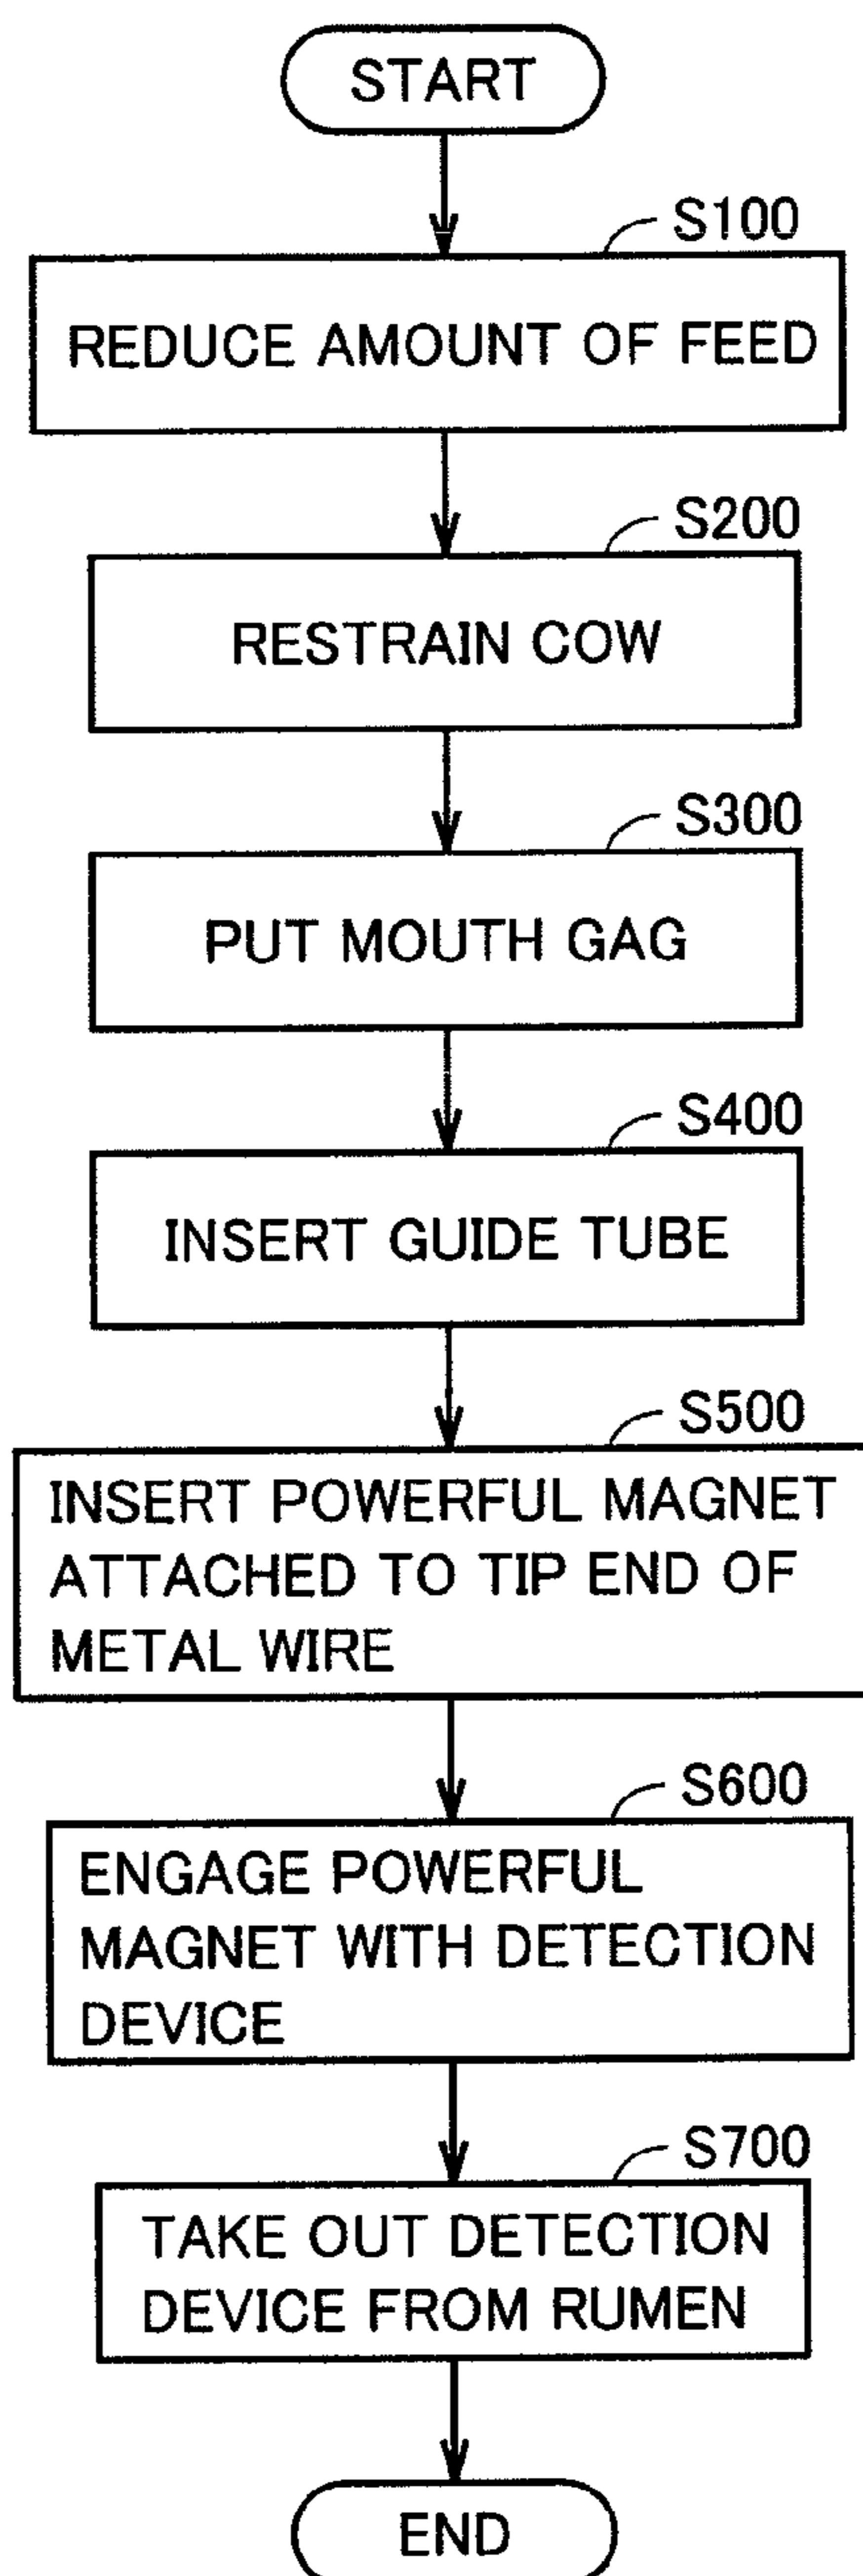 START
S100
REDUCE AMOUNT OF FEED
S200
RESTRAIN COW
S300
PUT MOUTH GAG
S400
INSERT GUIDE TUBE
S500
INSERT POWERFUL MAGNET
ATTACHED TO TIP END OF
METAL WIRE
S600
ENGAGE POWERFUL
MAGNET WITH DETECTION
DEVICE
S700
TAKE OUT DETECTION
DEVICE FROM RUMEN
END